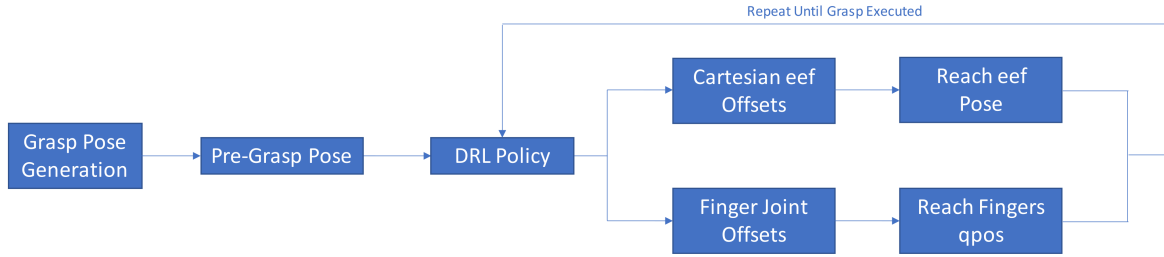 Repeat Until Grasp Executed
Grasp Pose
Generation
Pre-Grasp Pose
DRL Policy
Cartesian eef
Offsets
Reach eef
Pose
Finger Joint
Offsets
Reach Fingers
qpos